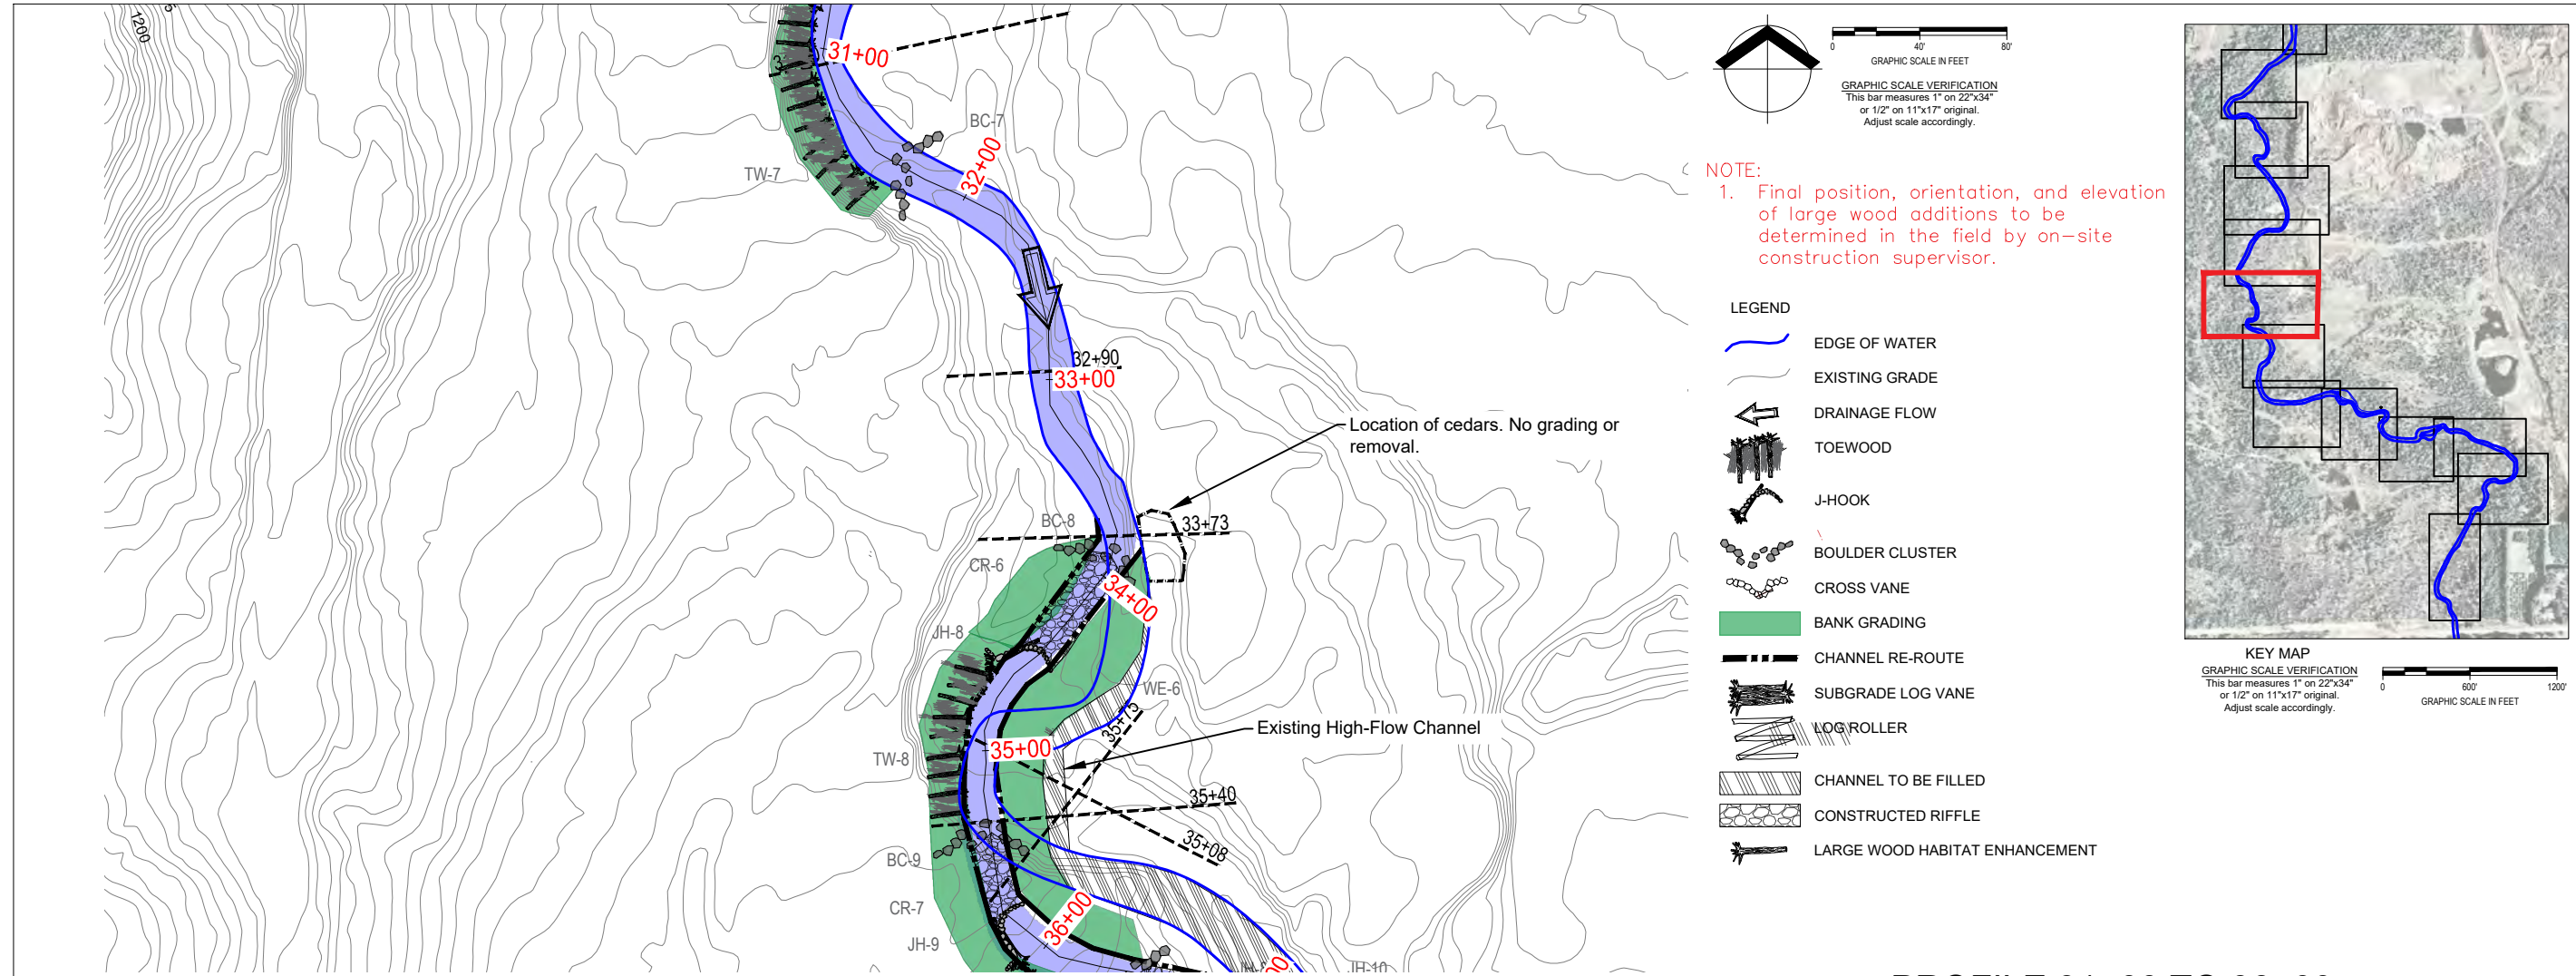 1200
31+00
BC-7
32+00
TW-7
32+90
33+00
Location of cedars. No grading or
removal.
BC-8
33+73
CR-6
34+00
JH-8
WE-6
35+73
Existing High-Flow Channel
35+00
TW-8
35+40
35+08
BC-9
CR-7
36+00
JH-9
JH-10
0 40' 80'
GRAPHIC SCALE IN FEET
GRAPHIC SCALE VERIFICATION
This bar measures 1" on 22"x34"
or 1/2" on 11"x17" original.
Adjust scale accordingly.
NOTE:
1. Final position, orientation, and elevation
of large wood additions to be
determined in the field by on-site
construction supervisor.
LEGEND
EDGE OF WATER
EXISTING GRADE
DRAINAGE FLOW
TOEWOOD
J-HOOK
BOULDER CLUSTER
CROSS VANE
BANK GRADING
CHANNEL RE-ROUTE
SUBGRADE LOG VANE
LOG ROLLER
CHANNEL TO BE FILLED
CONSTRUCTED RIFFLE
LARGE WOOD HABITAT ENHANCEMENT
KEY MAP
GRAPHIC SCALE VERIFICATION
This bar measures 1" on 22"x34"
or 1/2" on 11"x17" original.
Adjust scale accordingly.
0 600' 1200'
GRAPHIC SCALE IN FEET